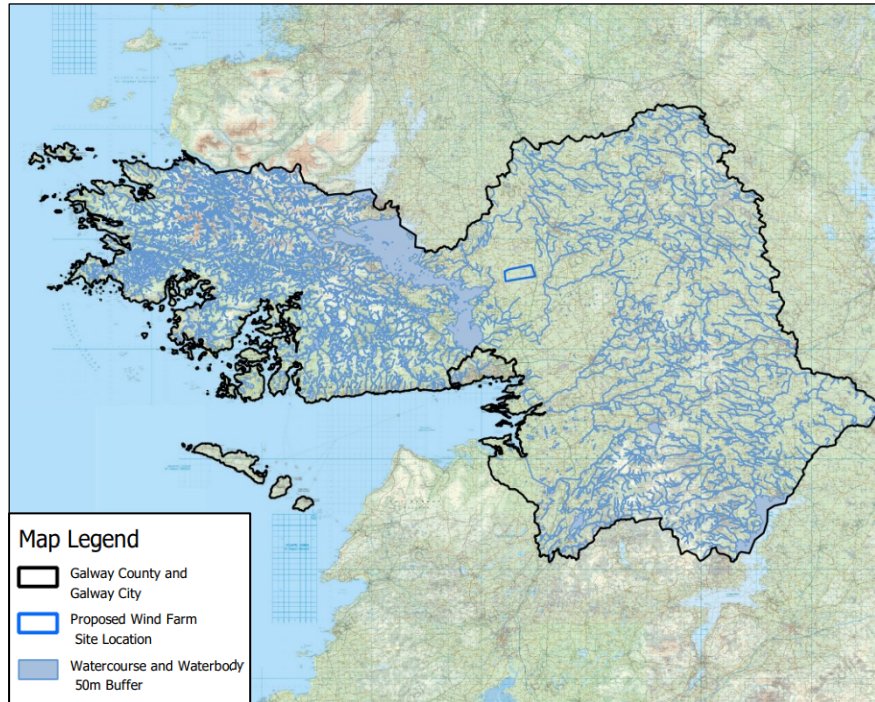 Map Legend
Galway County and
Galway City
Proposed Wind Farm
Site Location
Watercourse and Waterbody
50m Buffer